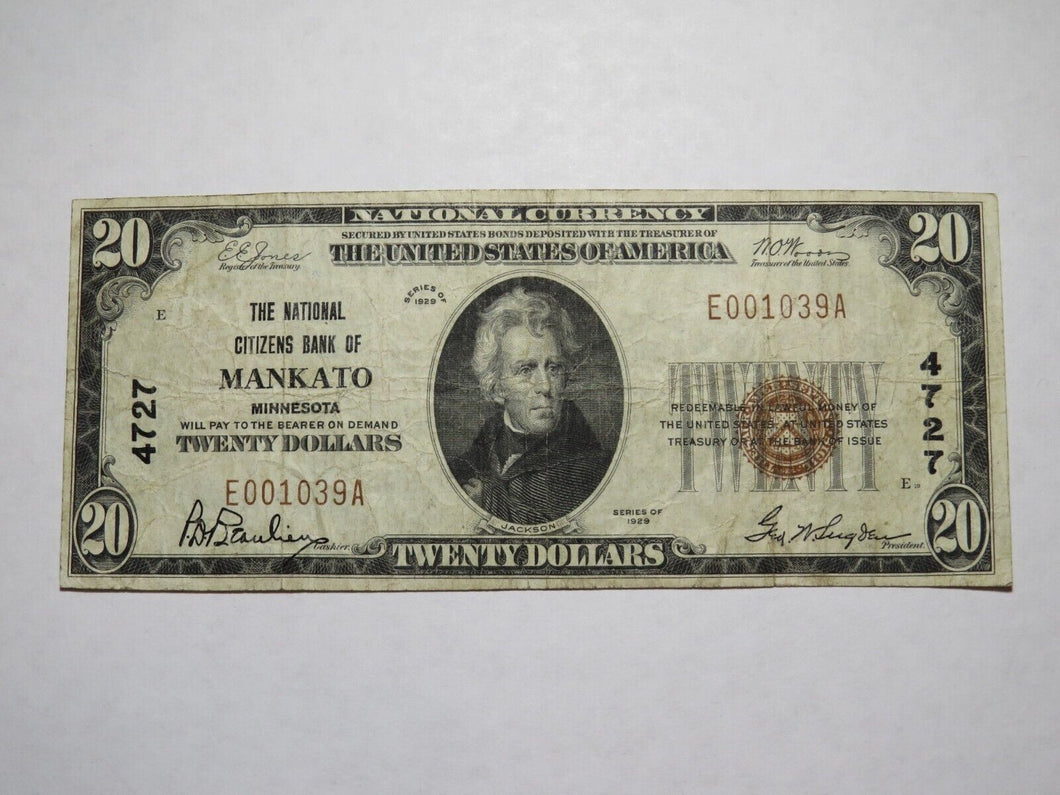 NATIONAL CURRENCY
SECURED BY UNITED STATES BONDS DEPOSITED WITH THE TREASURER OF
THE UNITED STATES OF AMERICA
20
20
E.E. Jones
Register of the Treasury
W.O. Woods
Treasurer of the United States
SERIES OF
1929
E
E001039A
THE NATIONAL
CITIZENS BANK OF
MANKATO
MINNESOTA
WILL PAY TO THE BEARER ON DEMAND
TWENTY DOLLARS
4727
4727
TWENTY
REDEEMABLE IN LAWFUL MONEY OF
THE UNITED STATES AT UNITED STATES
TREASURY OR AT THE BANK OF ISSUE
E001039A
E
SERIES OF
1929
JACKSON
Cashier.
Geo W Sugden
President.
20
TWENTY DOLLARS
20